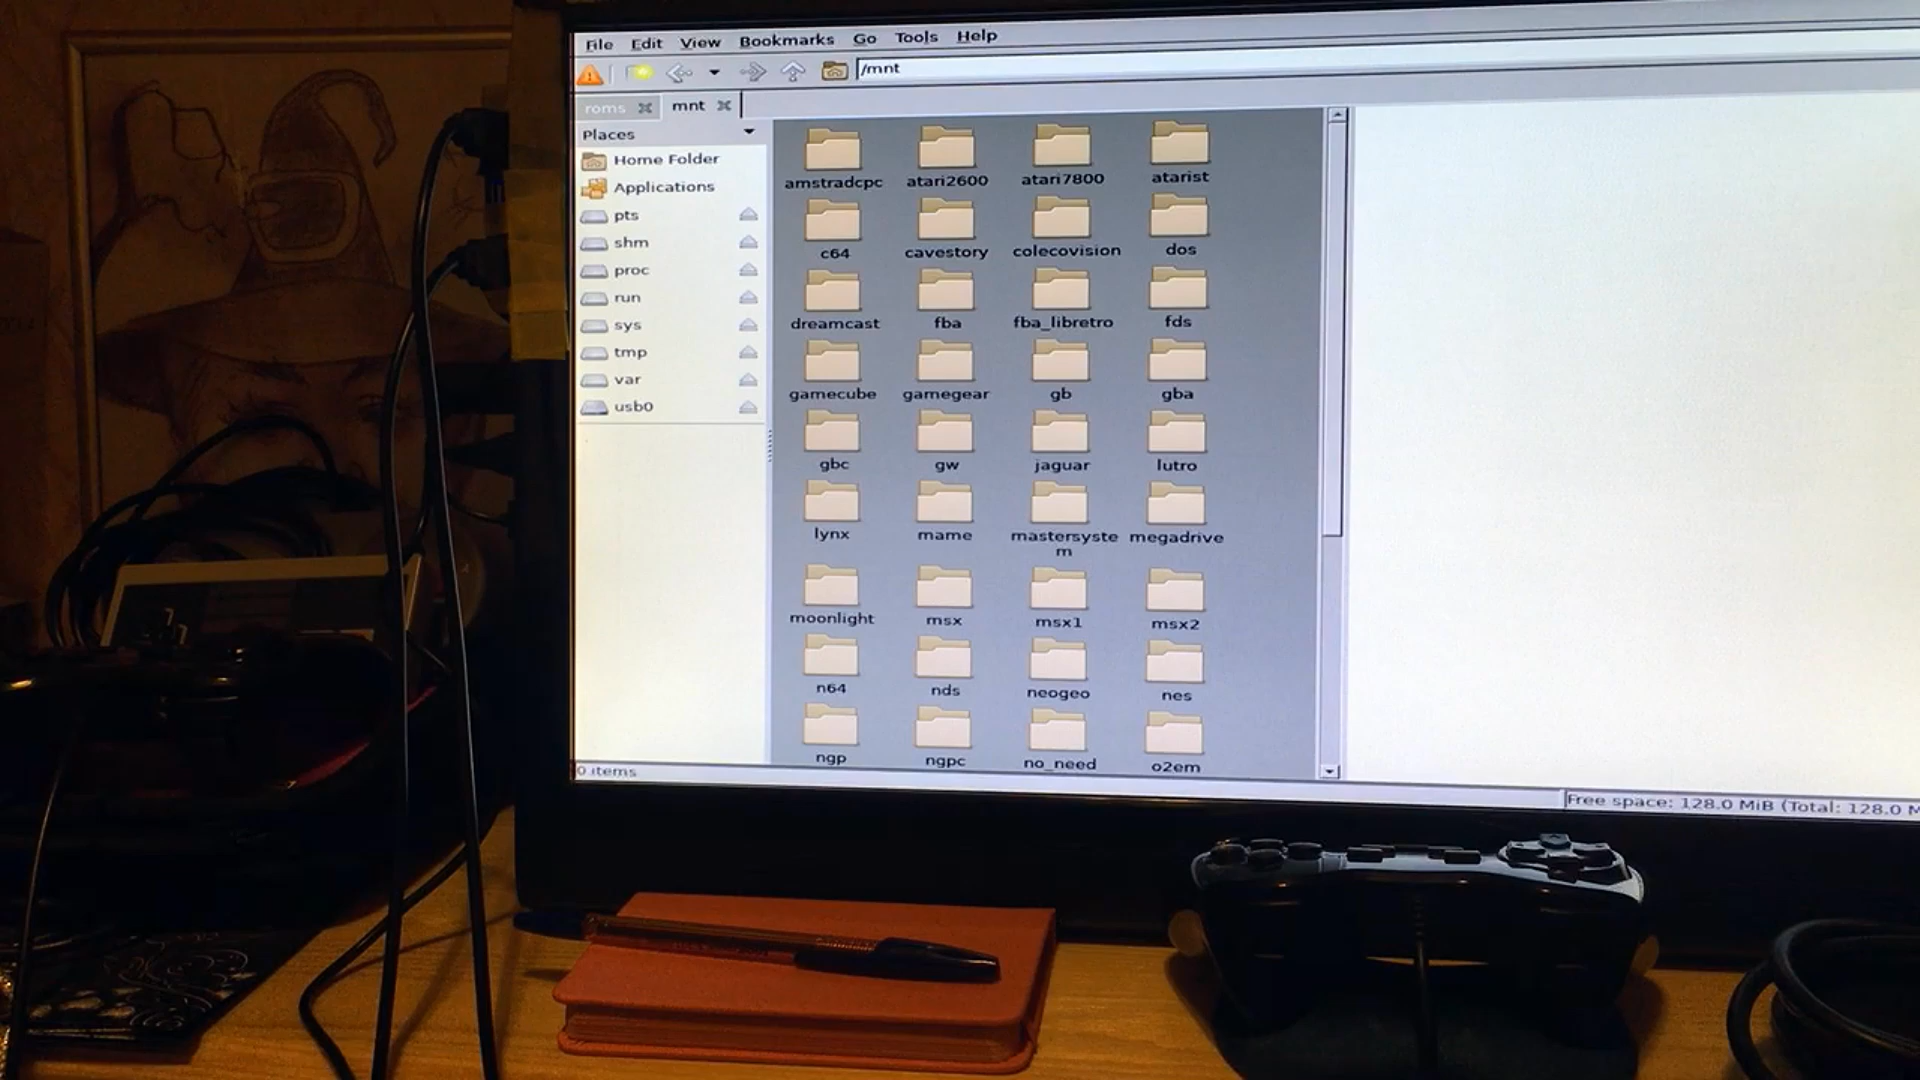 File Edit View Bookmarks Go Tools Help
/mnt
roms mnt
Places
Home Folder
Applications
pts
shm
proc
run
sys
tmp
var
usb0
amstradcpc atari2600 atari7800 atarist
c64 cavestory colecovision dos
dreamcast fba fba_libretro fds
gamecube gamegear gb gba
gbc gw jaguar lutro
lynx mame mastersyste megadrive
m
moonlight msx msx1 msx2
n64 nds neogeo nes
ngp ngpc no_need o2em
0 items
Free space: 128.0 MiB (Total: 128.0 M